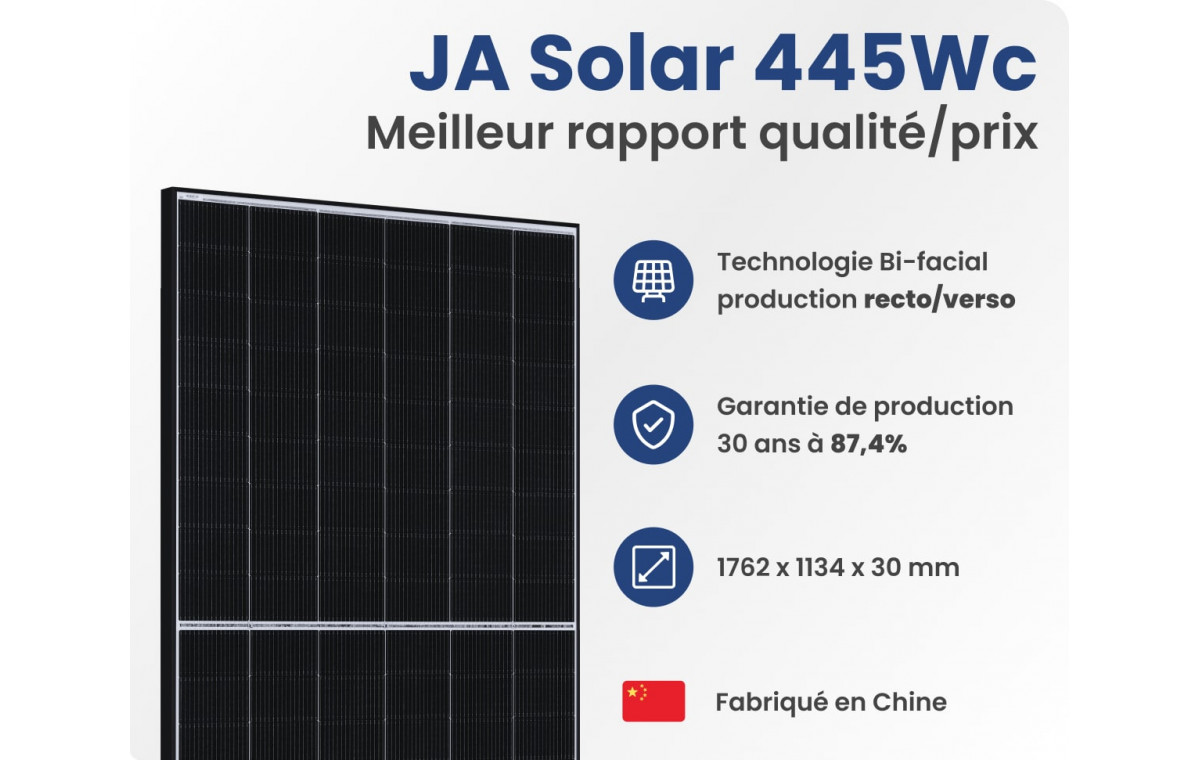 JA Solar 445Wc
Meilleur rapport qualité/prix
Technologie Bi-facial
production recto/verso
Garantie de production
30 ans à 87,4%
1762 x 1134 x 30 mm
Fabriqué en Chine